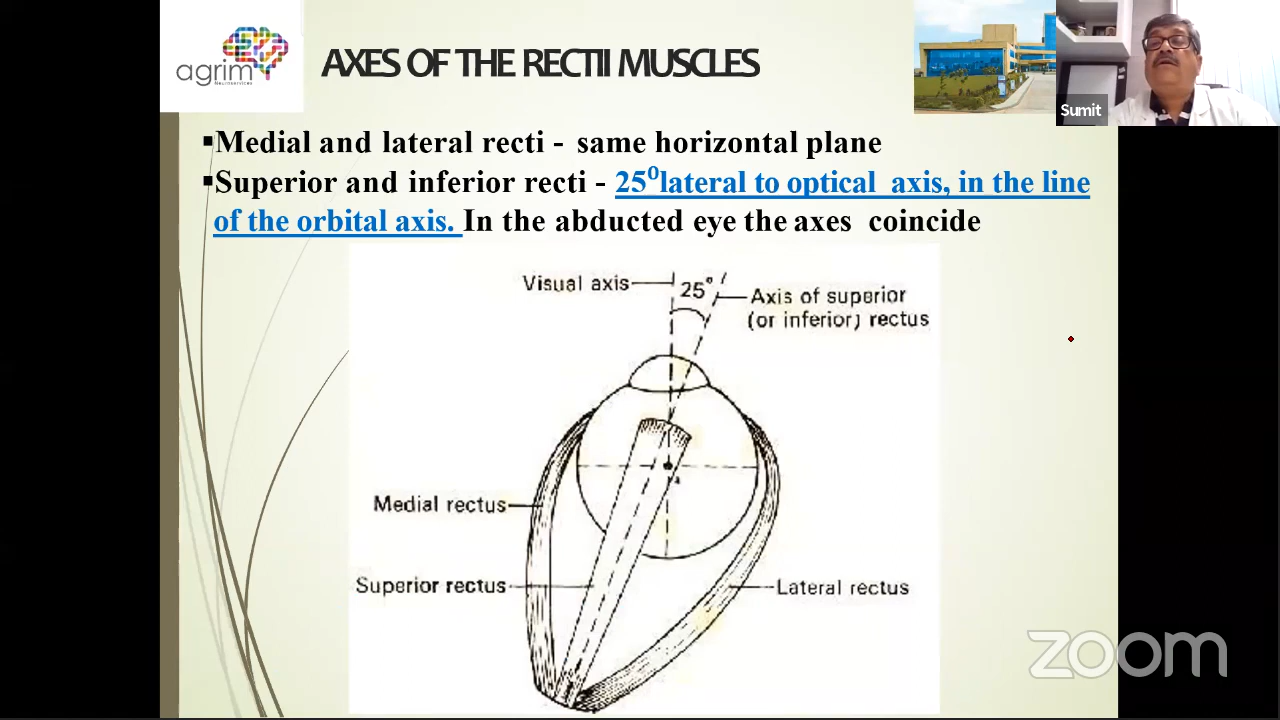 agrim
Neuroservices
AXES OF THE RECTII MUSCLES
Sumit
▪Medial and lateral recti - same horizontal plane
▪Superior and inferior recti - 25⁰lateral to optical axis, in the line
of the orbital axis. In the abducted eye the axes coincide
Visual axis
25°
Axis of superior
(or inferior) rectus
Medial rectus
Superior rectus
Lateral rectus
zoom